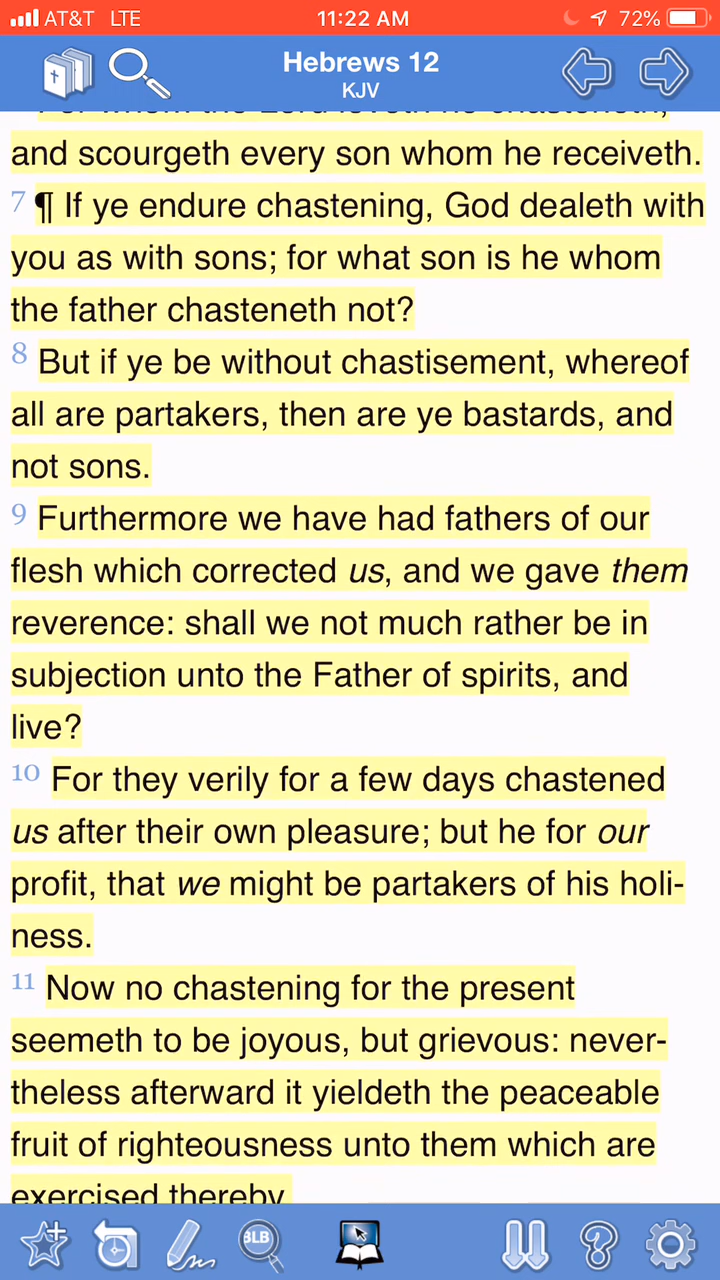 AT&T LTE 11:22 AM 72%
Hebrews 12
KJV
For whom the Lord loveth he chasteneth,
and scourgeth every son whom he receiveth.
7 ¶ If ye endure chastening, God dealeth with
you as with sons; for what son is he whom
the father chasteneth not?
8 But if ye be without chastisement, whereof
all are partakers, then are ye bastards, and
not sons.
9 Furthermore we have had fathers of our
flesh which corrected us, and we gave them
reverence: shall we not much rather be in
subjection unto the Father of spirits, and
live?
10 For they verily for a few days chastened
us after their own pleasure; but he for our
profit, that we might be partakers of his holi-
ness.
11 Now no chastening for the present
seemeth to be joyous, but grievous: never-
theless afterward it yieldeth the peaceable
fruit of righteousness unto them which are
exercised thereby.
BLB